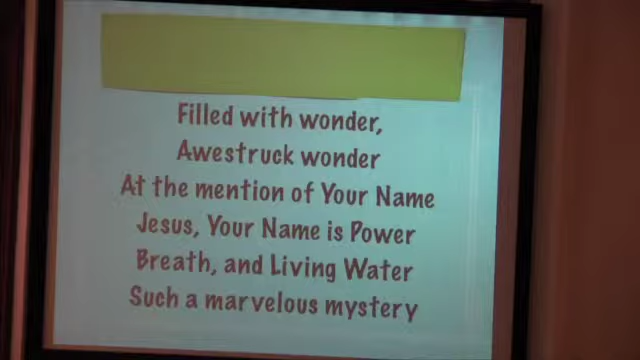 Filled with wonder,
Awestruck wonder
At the mention of Your Name
Jesus, Your Name is Power
Breath, and Living Water
Such a marvelous mystery